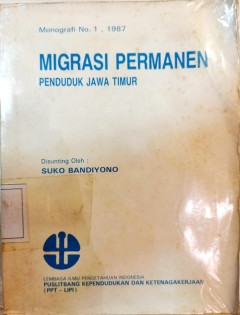 Monografi No. 1, 1987
MIGRASI PERMANEN
PENDUDUK JAWA TIMUR
Disunting Oleh :
SUKO BANDIYONO
LEMBAGA ILMU PENGETAHUAN INDONESIA
PUSLITBANG KEPENDUDUKAN DAN KETENAGAKERJAAN
(PPT - LIPI)